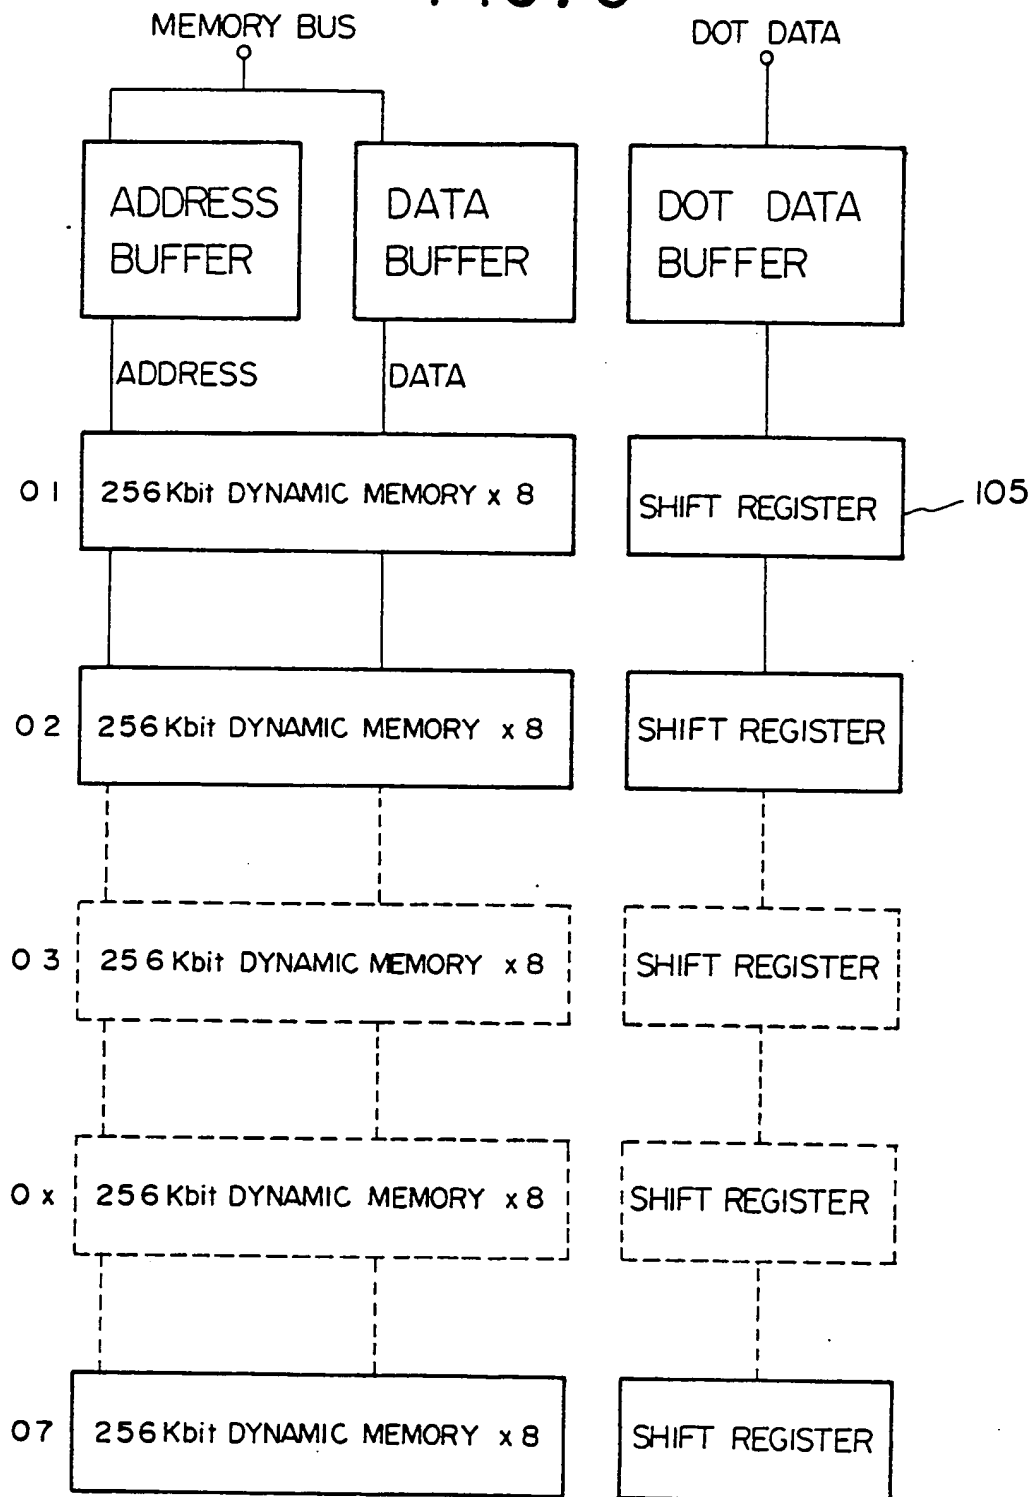 MEMORY BUS
DOT DATA
ADDRESS
BUFFER
DATA
BUFFER
DOT DATA
BUFFER
ADDRESS
DATA
01
256Kbit DYNAMIC MEMORY x 8
SHIFT REGISTER
105
02
256Kbit DYNAMIC MEMORY x 8
SHIFT REGISTER
03
256Kbit DYNAMIC MEMORY x 8
SHIFT REGISTER
0x
256Kbit DYNAMIC MEMORY x 8
SHIFT REGISTER
07
256Kbit DYNAMIC MEMORY x 8
SHIFT REGISTER